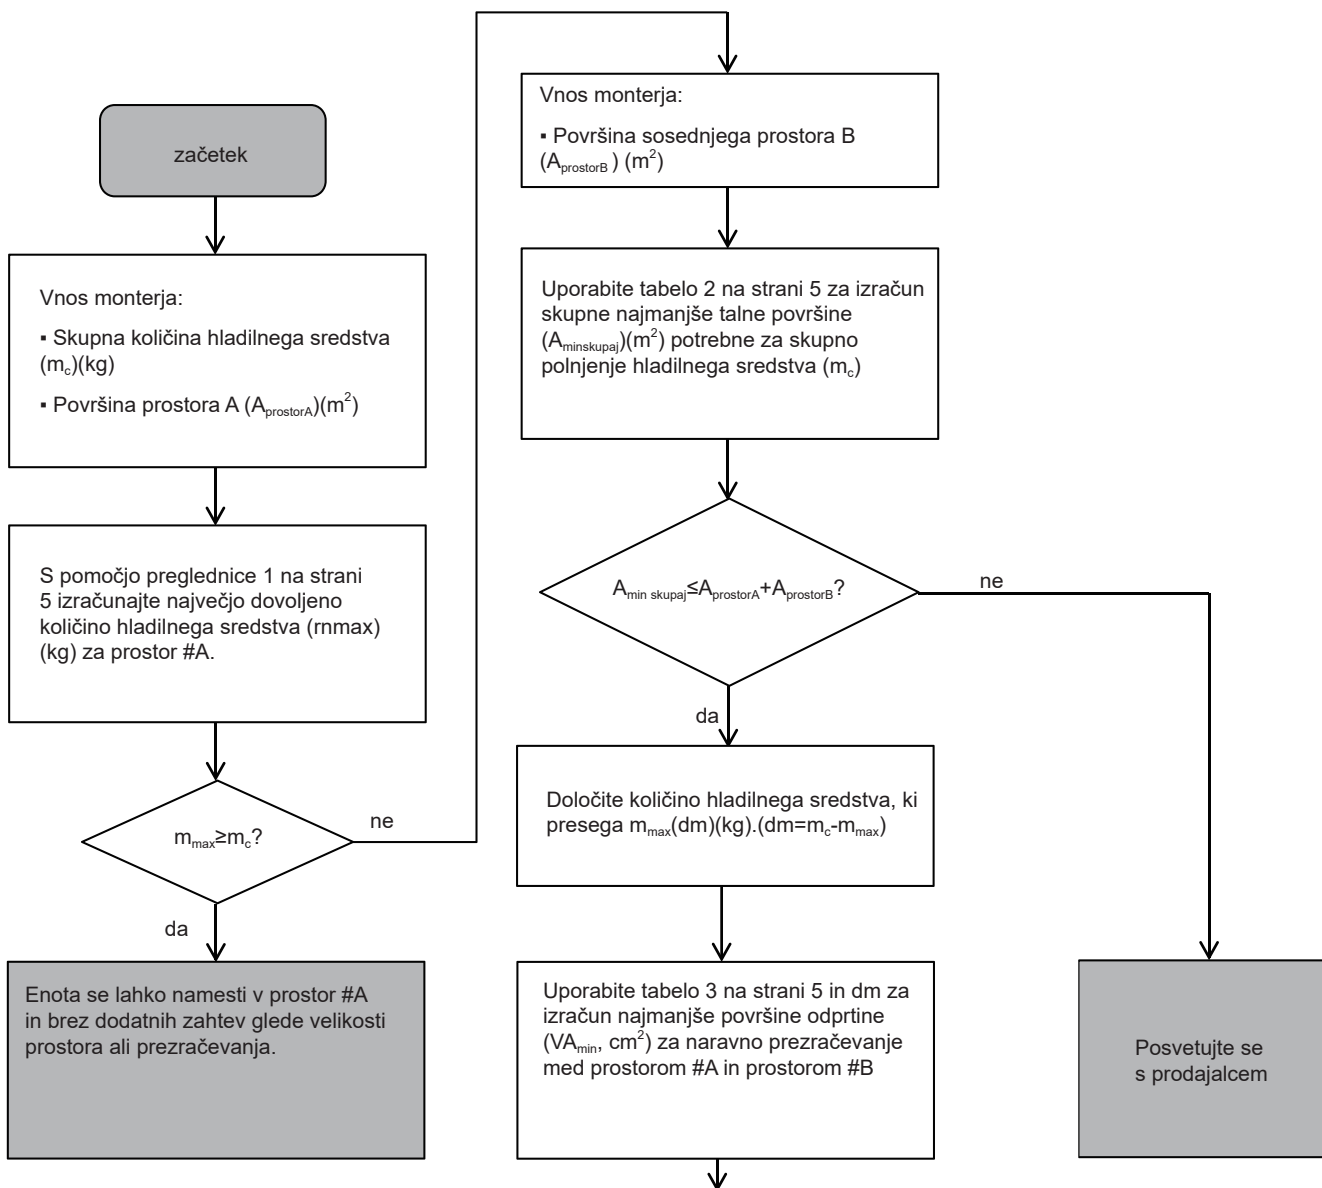 začetek
Vnos monterja:
▪ Skupna količina hladilnega sredstva
(mc)(kg)
▪ Površina prostora A (AprostorA)(m²)
S pomočjo preglednice 1 na strani
5 izračunajte največjo dovoljeno
količino hladilnega sredstva (rnmax)
(kg) za prostor #A.
mmax≥mc?
ne
da
Enota se lahko namesti v prostor #A
in brez dodatnih zahtev glede velikosti
prostora ali prezračevanja.
Vnos monterja:
▪ Površina sosednjega prostora B
(AprostorB ) (m²)
Uporabite tabelo 2 na strani 5 za izračun
skupne najmanjše talne površine
(Aminskupaj)(m²) potrebne za skupno
polnjenje hladilnega sredstva (mc)
Amin skupaj≤AprostorA+AprostorB?
ne
da
Določite količino hladilnega sredstva, ki
presega mmax(dm)(kg).(dm=mc-mmax)
Uporabite tabelo 3 na strani 5 in dm za
izračun najmanjše površine odprtine
(VAmin, cm²) za naravno prezračevanje
med prostorom #A in prostorom #B
Posvetujte se
s prodajalcem